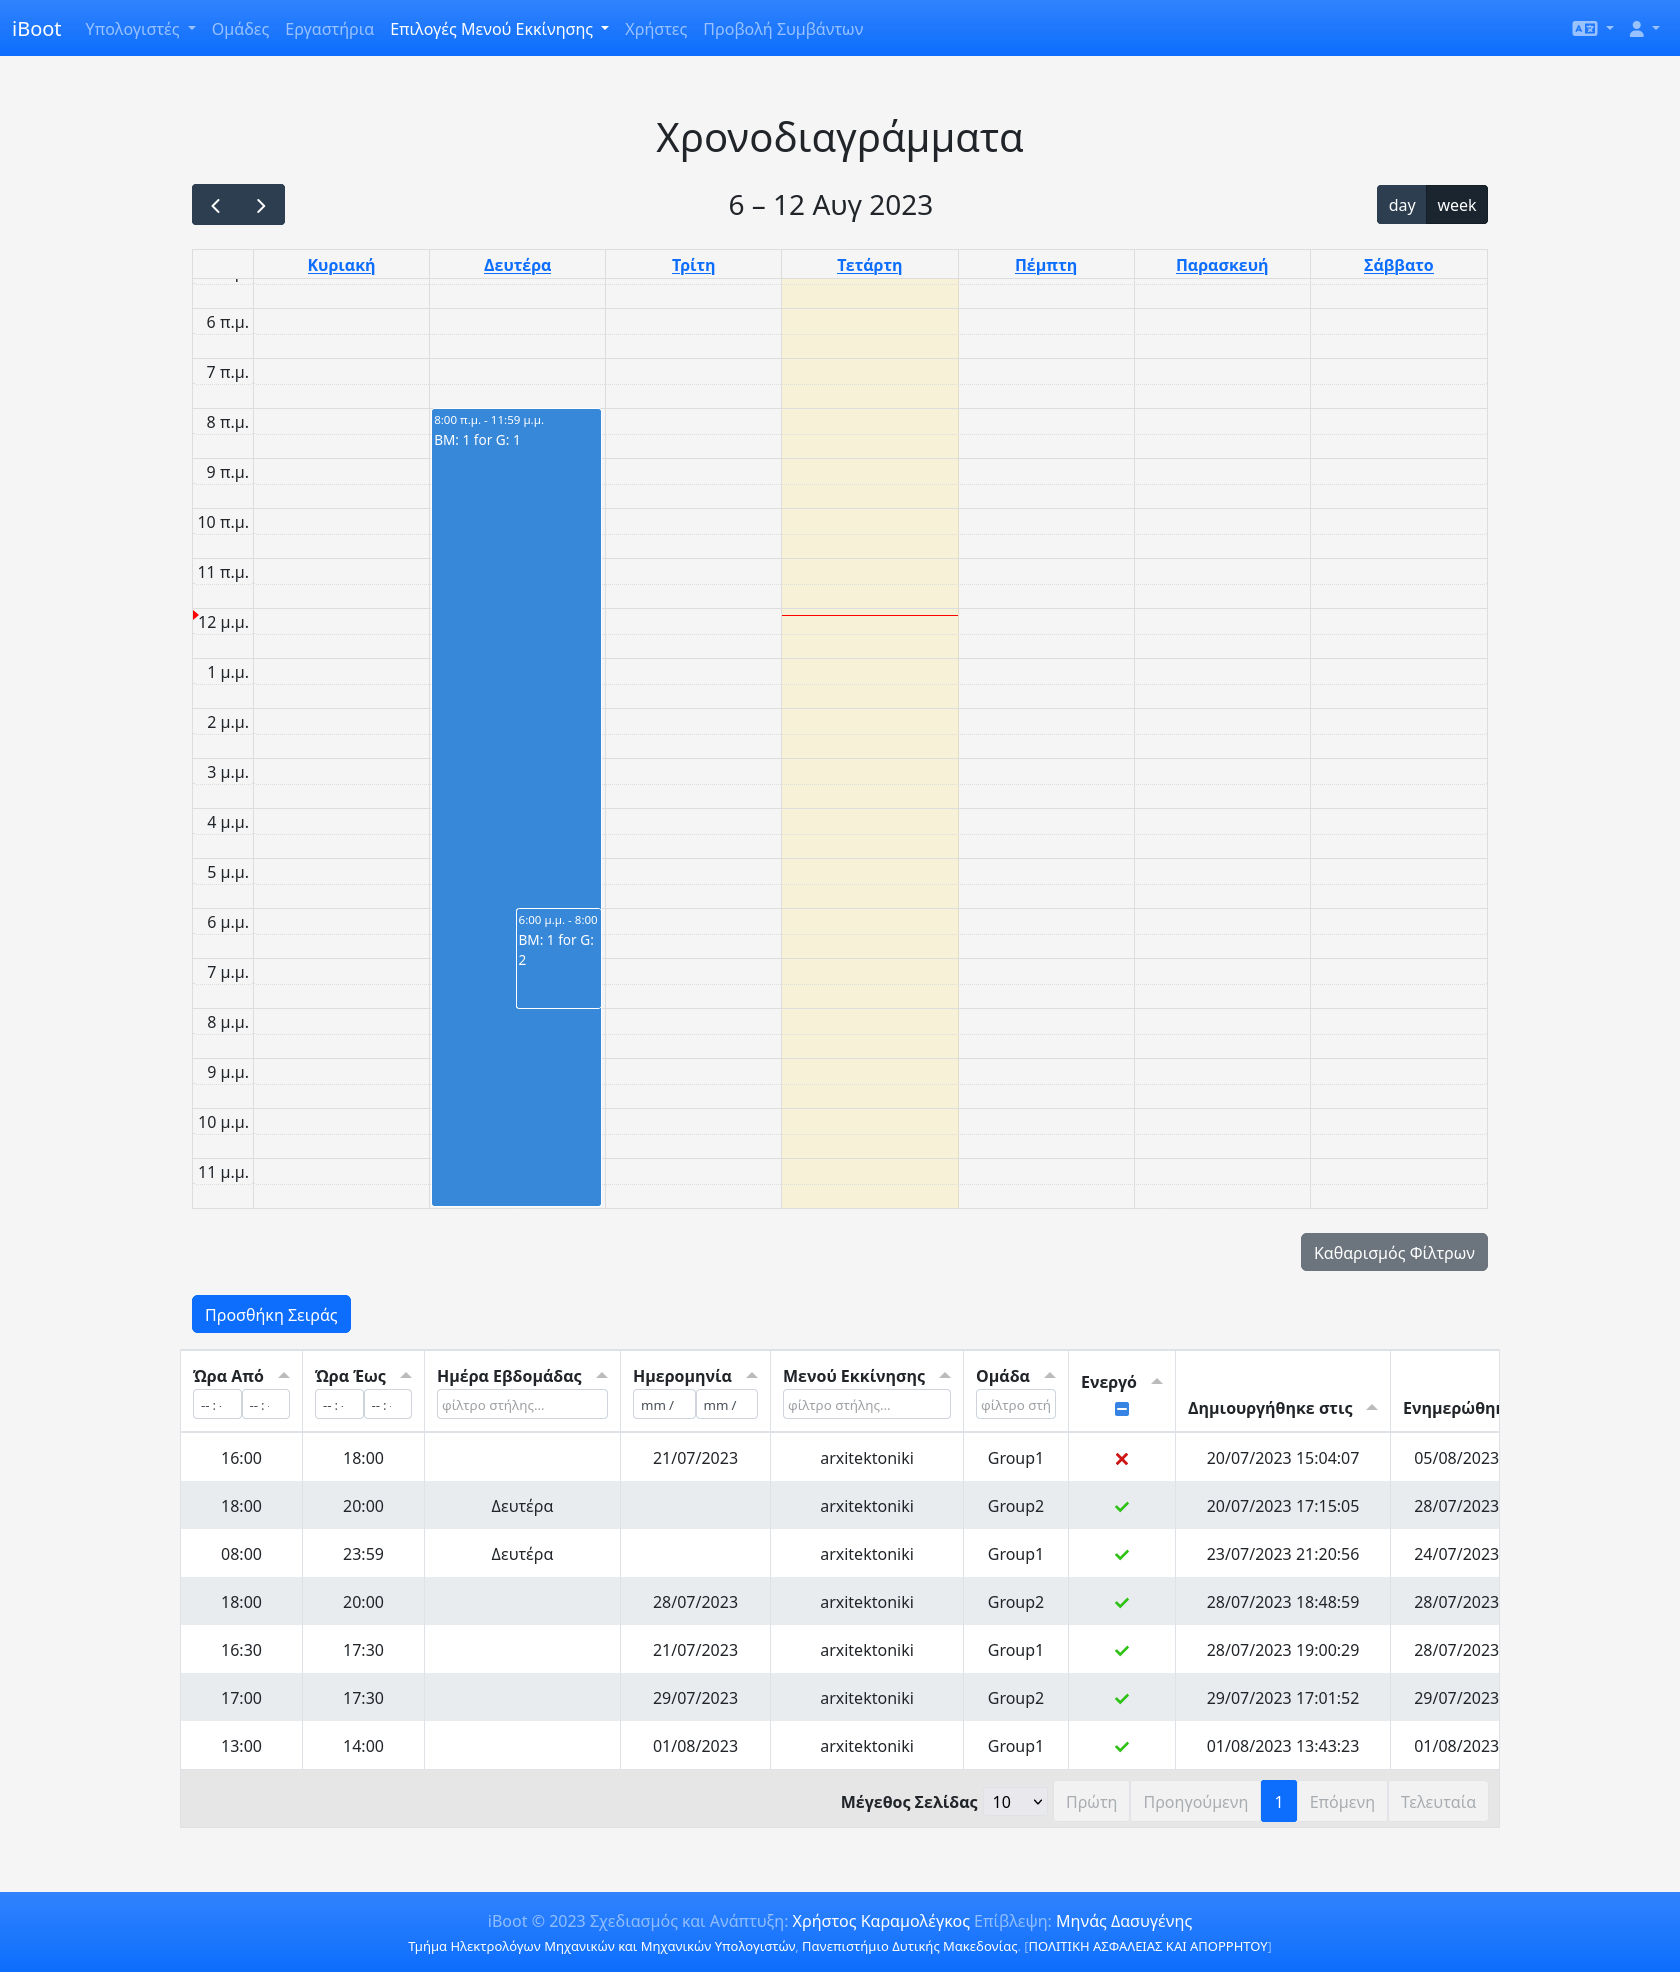 iBoot Υπολογιστές Ομάδες Εργαστήρια Επιλογές Μενού Εκκίνησης Χρήστες Προβολή Συμβάντων
Χρονοδιαγράμματα
6 – 12 Αυγ 2023
day week
Κυριακή Δευτέρα Τρίτη Τετάρτη Πέμπτη Παρασκευή Σάββατο
6 π.μ.
7 π.μ.
8 π.μ. 8:00 π.μ. - 11:59 μ.μ.
BM: 1 for G: 1
9 π.μ.
10 π.μ.
11 π.μ.
12 μ.μ.
1 μ.μ.
2 μ.μ.
3 μ.μ.
4 μ.μ.
5 μ.μ.
6 μ.μ. 6:00 μ.μ. - 8:00
BM: 1 for G:
2
7 μ.μ.
8 μ.μ.
9 μ.μ.
10 μ.μ.
11 μ.μ.
Καθαρισμός Φίλτρων
Προσθήκη Σειράς
Ώρα Από Ώρα Έως Ημέρα Εβδομάδας Ημερομηνία Μενού Εκκίνησης Ομάδα Ενεργό Δημιουργήθηκε στις
-- : -- : -- : -- : φίλτρο στήλης... mm / mm / φίλτρο στήλης... φίλτρο στή
16:00 18:00 21/07/2023 arxitektoniki Group1 20/07/2023 15:04:07 05/08/2023
18:00 20:00 Δευτέρα arxitektoniki Group2 20/07/2023 17:15:05 28/07/2023
08:00 23:59 Δευτέρα arxitektoniki Group1 23/07/2023 21:20:56 24/07/2023
18:00 20:00 28/07/2023 arxitektoniki Group2 28/07/2023 18:48:59 28/07/2023
16:30 17:30 21/07/2023 arxitektoniki Group1 28/07/2023 19:00:29 28/07/2023
17:00 17:30 29/07/2023 arxitektoniki Group2 29/07/2023 17:01:52 29/07/2023
13:00 14:00 01/08/2023 arxitektoniki Group1 01/08/2023 13:43:23 01/08/2023
Μέγεθος Σελίδας 10 Πρώτη Προηγούμενη 1 Επόμενη Τελευταία
iBoot © 2023 Σχεδιασμός και Ανάπτυξη: Χρήστος Καραμολέγκος Επίβλεψη: Μηνάς Δασυγένης
Τμήμα Ηλεκτρολόγων Μηχανικών και Μηχανικών Υπολογιστών, Πανεπιστήμιο Δυτικής Μακεδονίας. [ΠΟΛΙΤΙΚΗ ΑΣΦΑΛΕΙΑΣ ΚΑΙ ΑΠΟΡΡΗΤΟΥ]